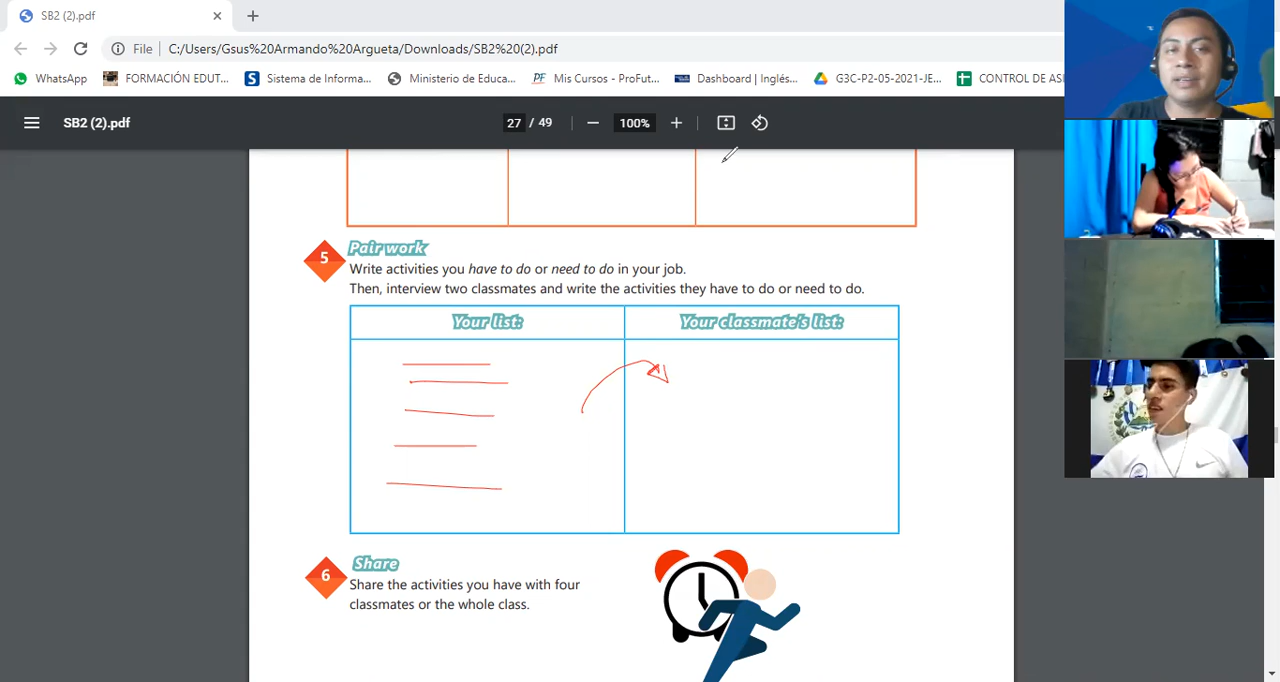 SB2 (2).pdf
File
C:/Users/Gsus%20Armando%20Argueta/Downloads/SB2%20(2).pdf
WhatsApp
FORMACIÓN EDUT...
Sistema de Informa...
Ministerio de Educa...
Mis Cursos - ProFut...
Dashboard | Inglés...
G3C-P2-05-2021-JE...
CONTROL DE AS
SB2 (2).pdf
27 / 49
100%
5
Pair work
Write activities you have to do or need to do in your job.
Then, interview two classmates and write the activities they have to do or need to do.
Your list:
Your classmate's list:
6
Share
Share the activities you have with four
classmates or the whole class.